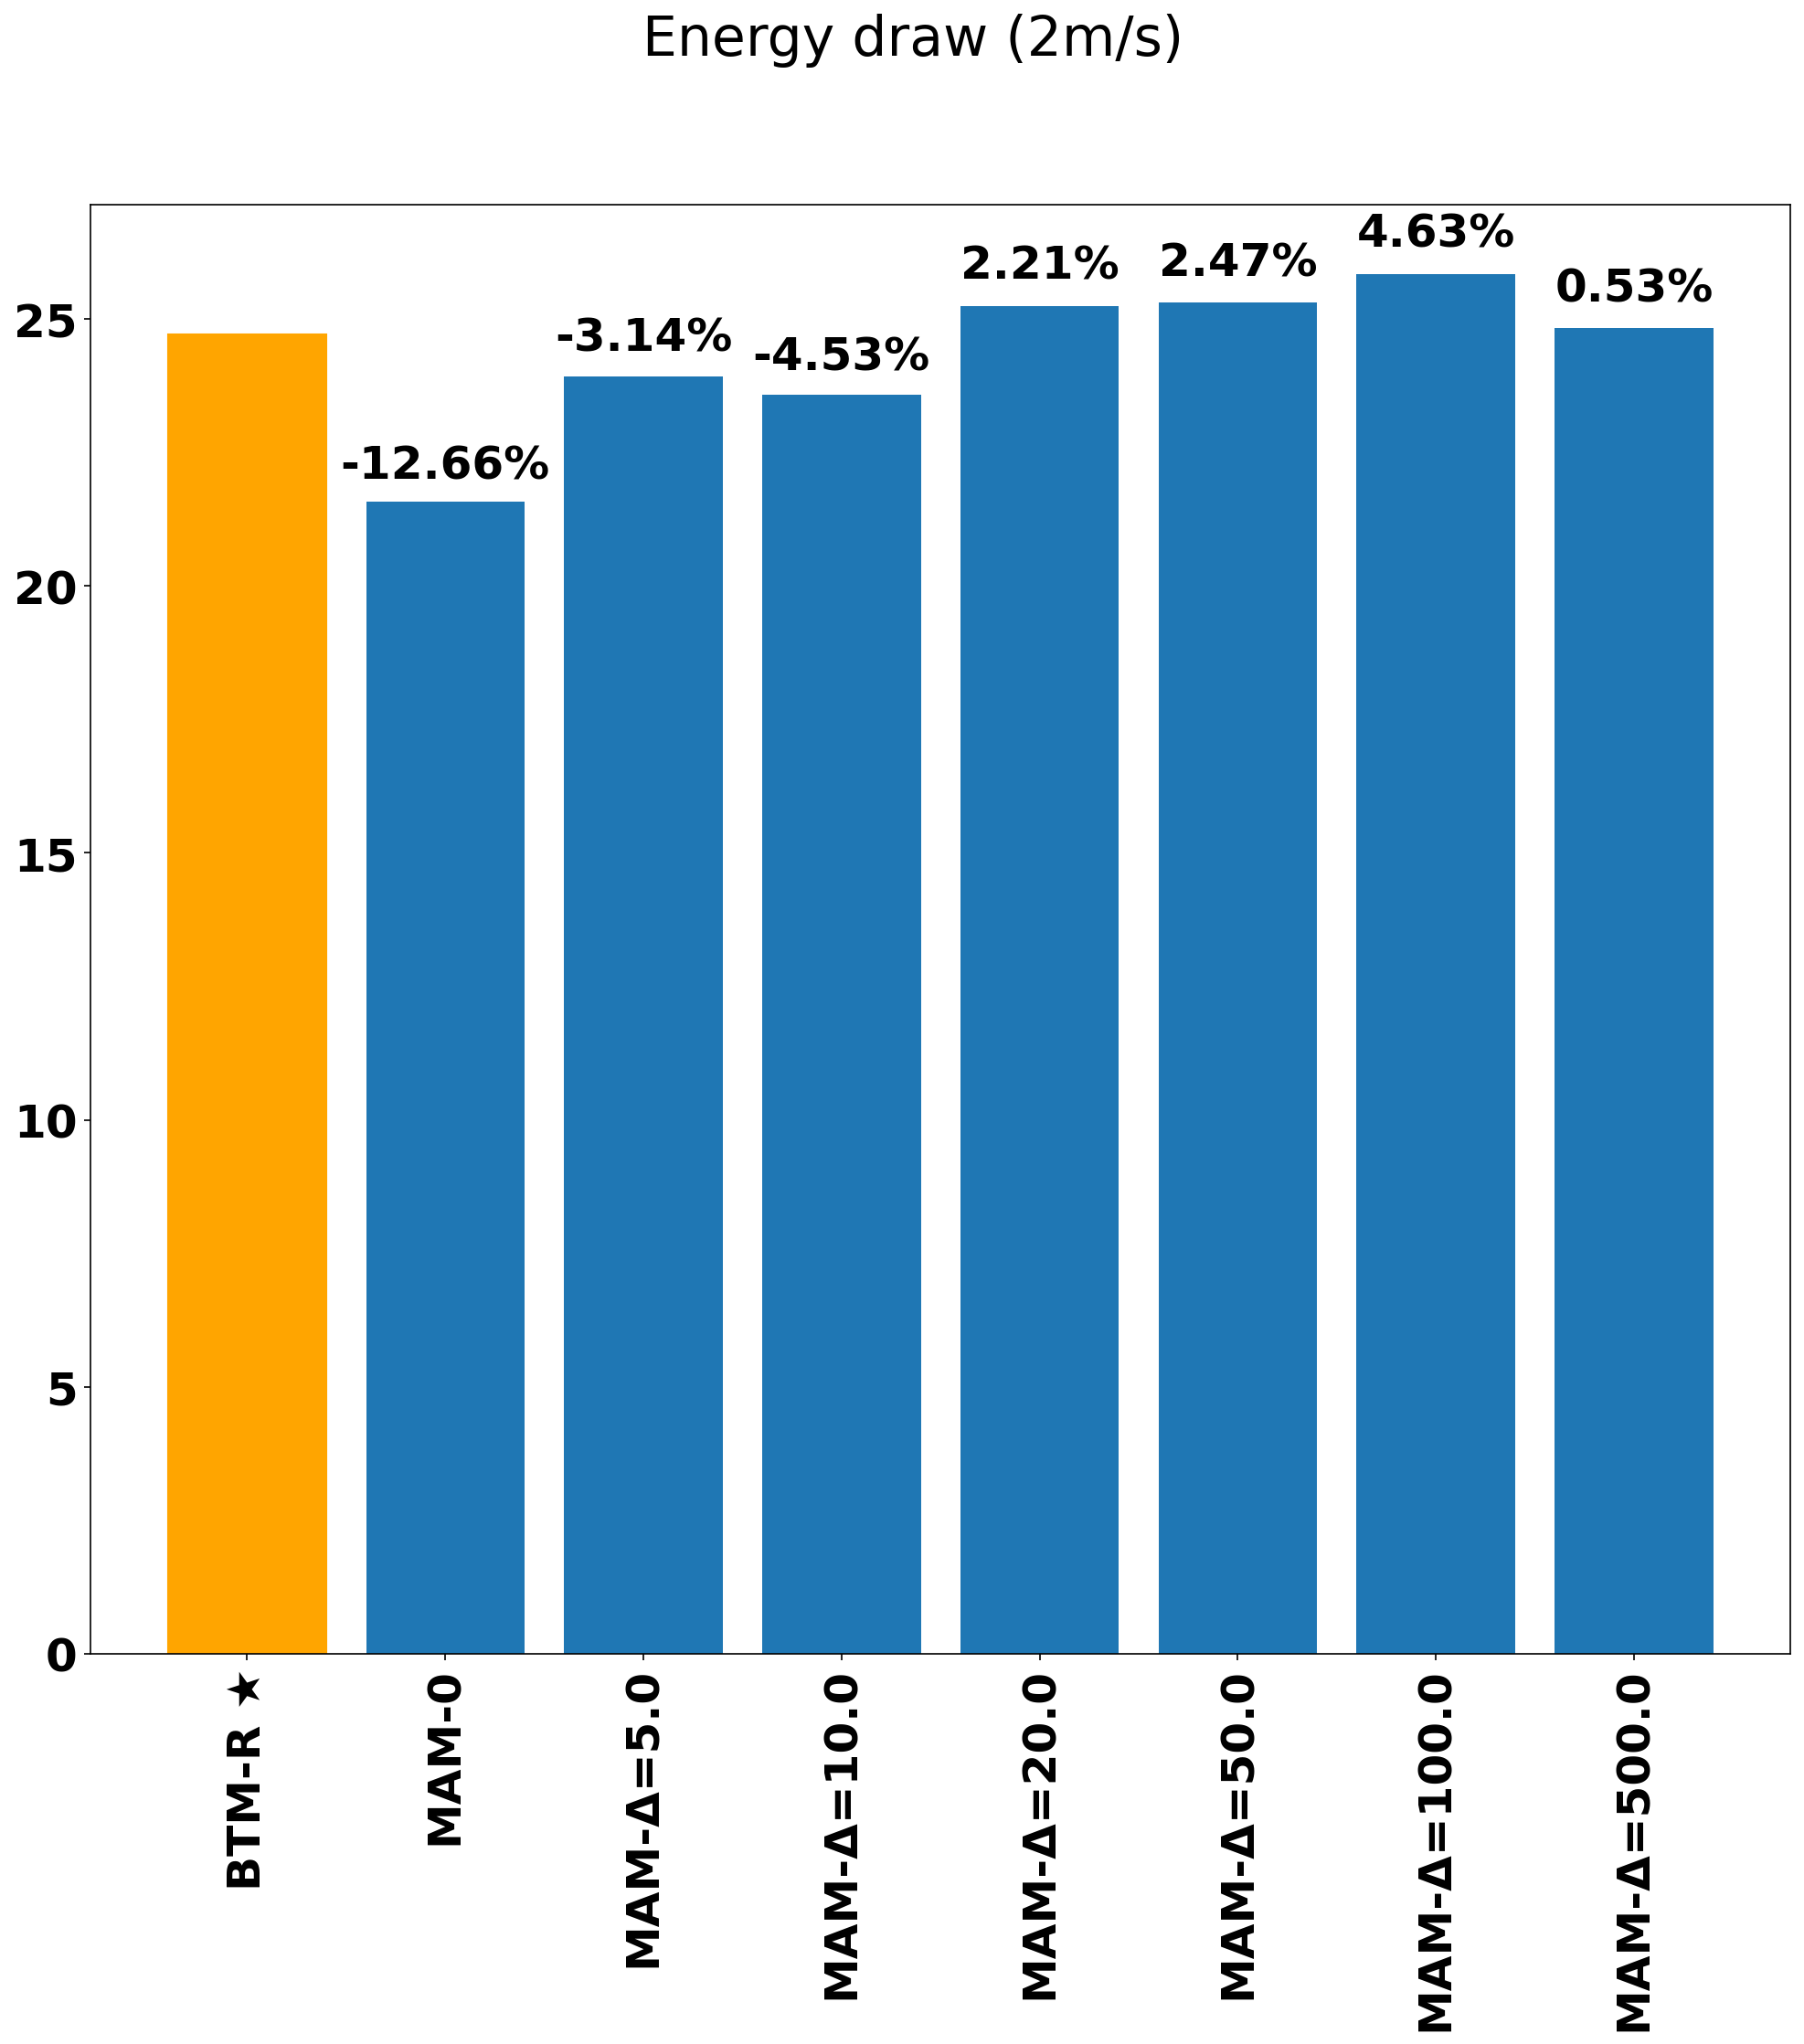 Energy draw (2m/s)
4.63%
2.47%
2.21%
0.53%
-3.14%
-4.53%
-12.66%
25
20
15
10
5
0
BTM-R ★
MAM-0
MAM-Δ=5.0
MAM-Δ=10.0
MAM-Δ=20.0
MAM-Δ=50.0
MAM-Δ=100.0
MAM-Δ=500.0